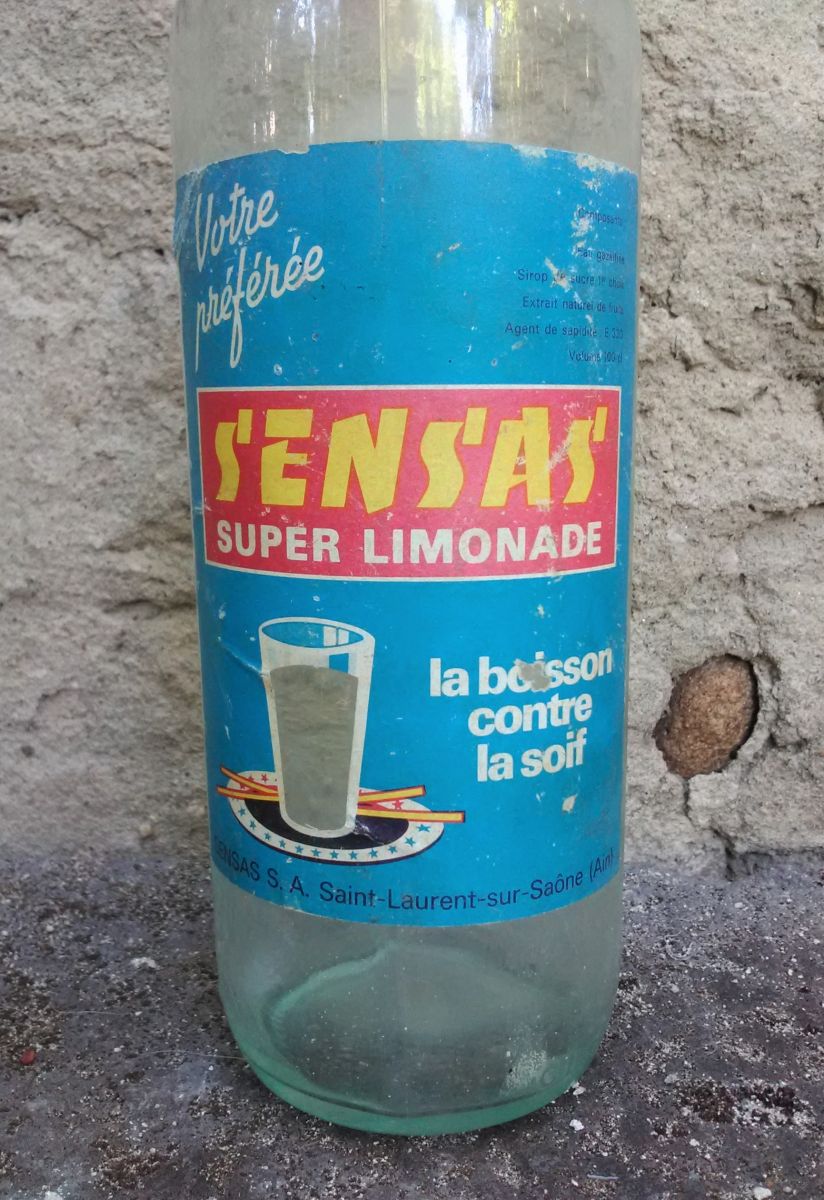 Votre
préférée
Composants
Eau gazéifiée
Sirop de sucre 1er choix
Extrait naturel de fruits
Agent de sapidité : E 330
Volume 100 cl
SENSAS
SUPER LIMONADE
la boisson
contre
la soif
SENSAS S. A. Saint-Laurent-sur-Saône (Ain)